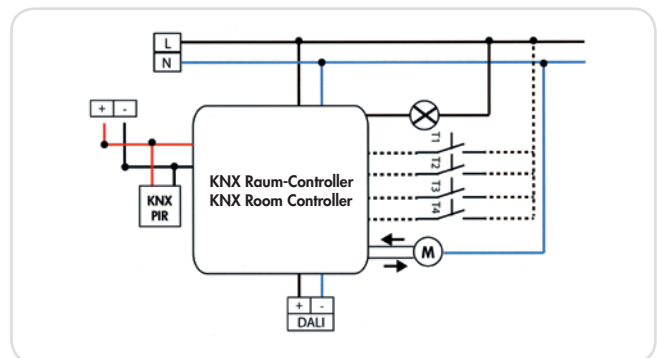 L
N
+ -
KNX
PIR
KNX Raum-Controller
KNX Room Controller
T1
T2
T3
T4
M
+ -
DALI